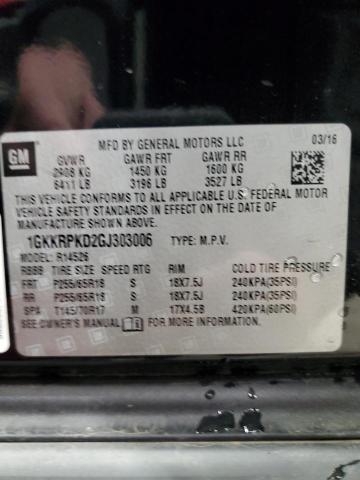 GM
MFD BY GENERAL MOTORS LLC 03/16
GVWR GAWR FRT GAWR RR
2908 KG 1450 KG 1600 KG
6411 LB 3196 LB 3527 LB
THIS VEHICLE CONFORMS TO ALL APPLICABLE U.S. FEDERAL MOTOR
VEHICLE SAFETY STANDARDS IN EFFECT ON THE DATE OF
MANUFACTURE SHOWN ABOVE.
1GKKRPKD2GJ303006 TYPE: M.P.V.
MODEL: R14526
TIRE SIZE SPEED RTG RIM COLD TIRE PRESSURE
FRT P255/65R18 S 18X7.5J 240KPA(35PSI)
RR P255/65R18 S 18X7.5J 240KPA(35PSI)
SPA T145/70R17 M 17X4.5B 420KPA(60PSI)
SEE OWNER'S MANUAL FOR MORE INFORMATION